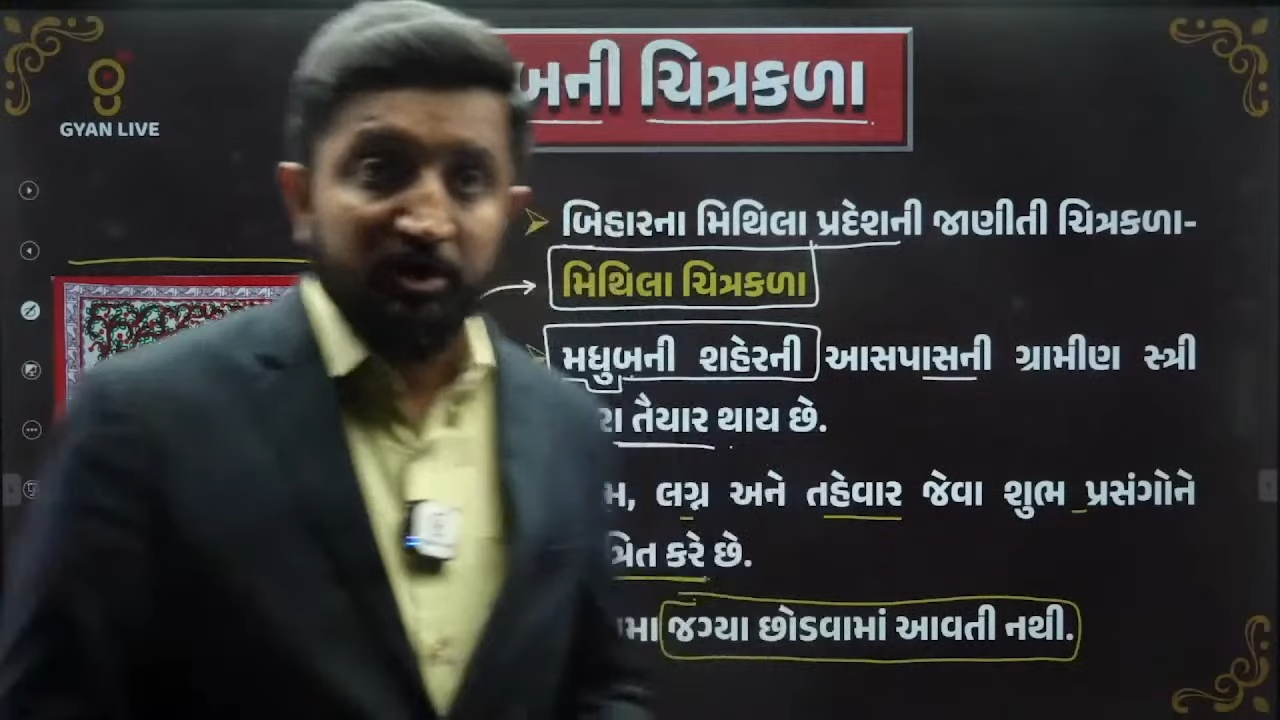 GYAN LIVE
ચિત્રકળા
બિહારના મિથિલા પ્રદેશની જાણીતી ચિત્રકળા-
મિથિલા ચિત્રકળા
મધુબની શહેરની આસપાસની ગ્રામીણ સ્ત્રી
તૈયાર થાય છે.
લગ્ન અને તહેવાર જેવા શુભ પ્રસંગોને
કરે છે.
જગ્યા છોડવામાં આવતી નથી.